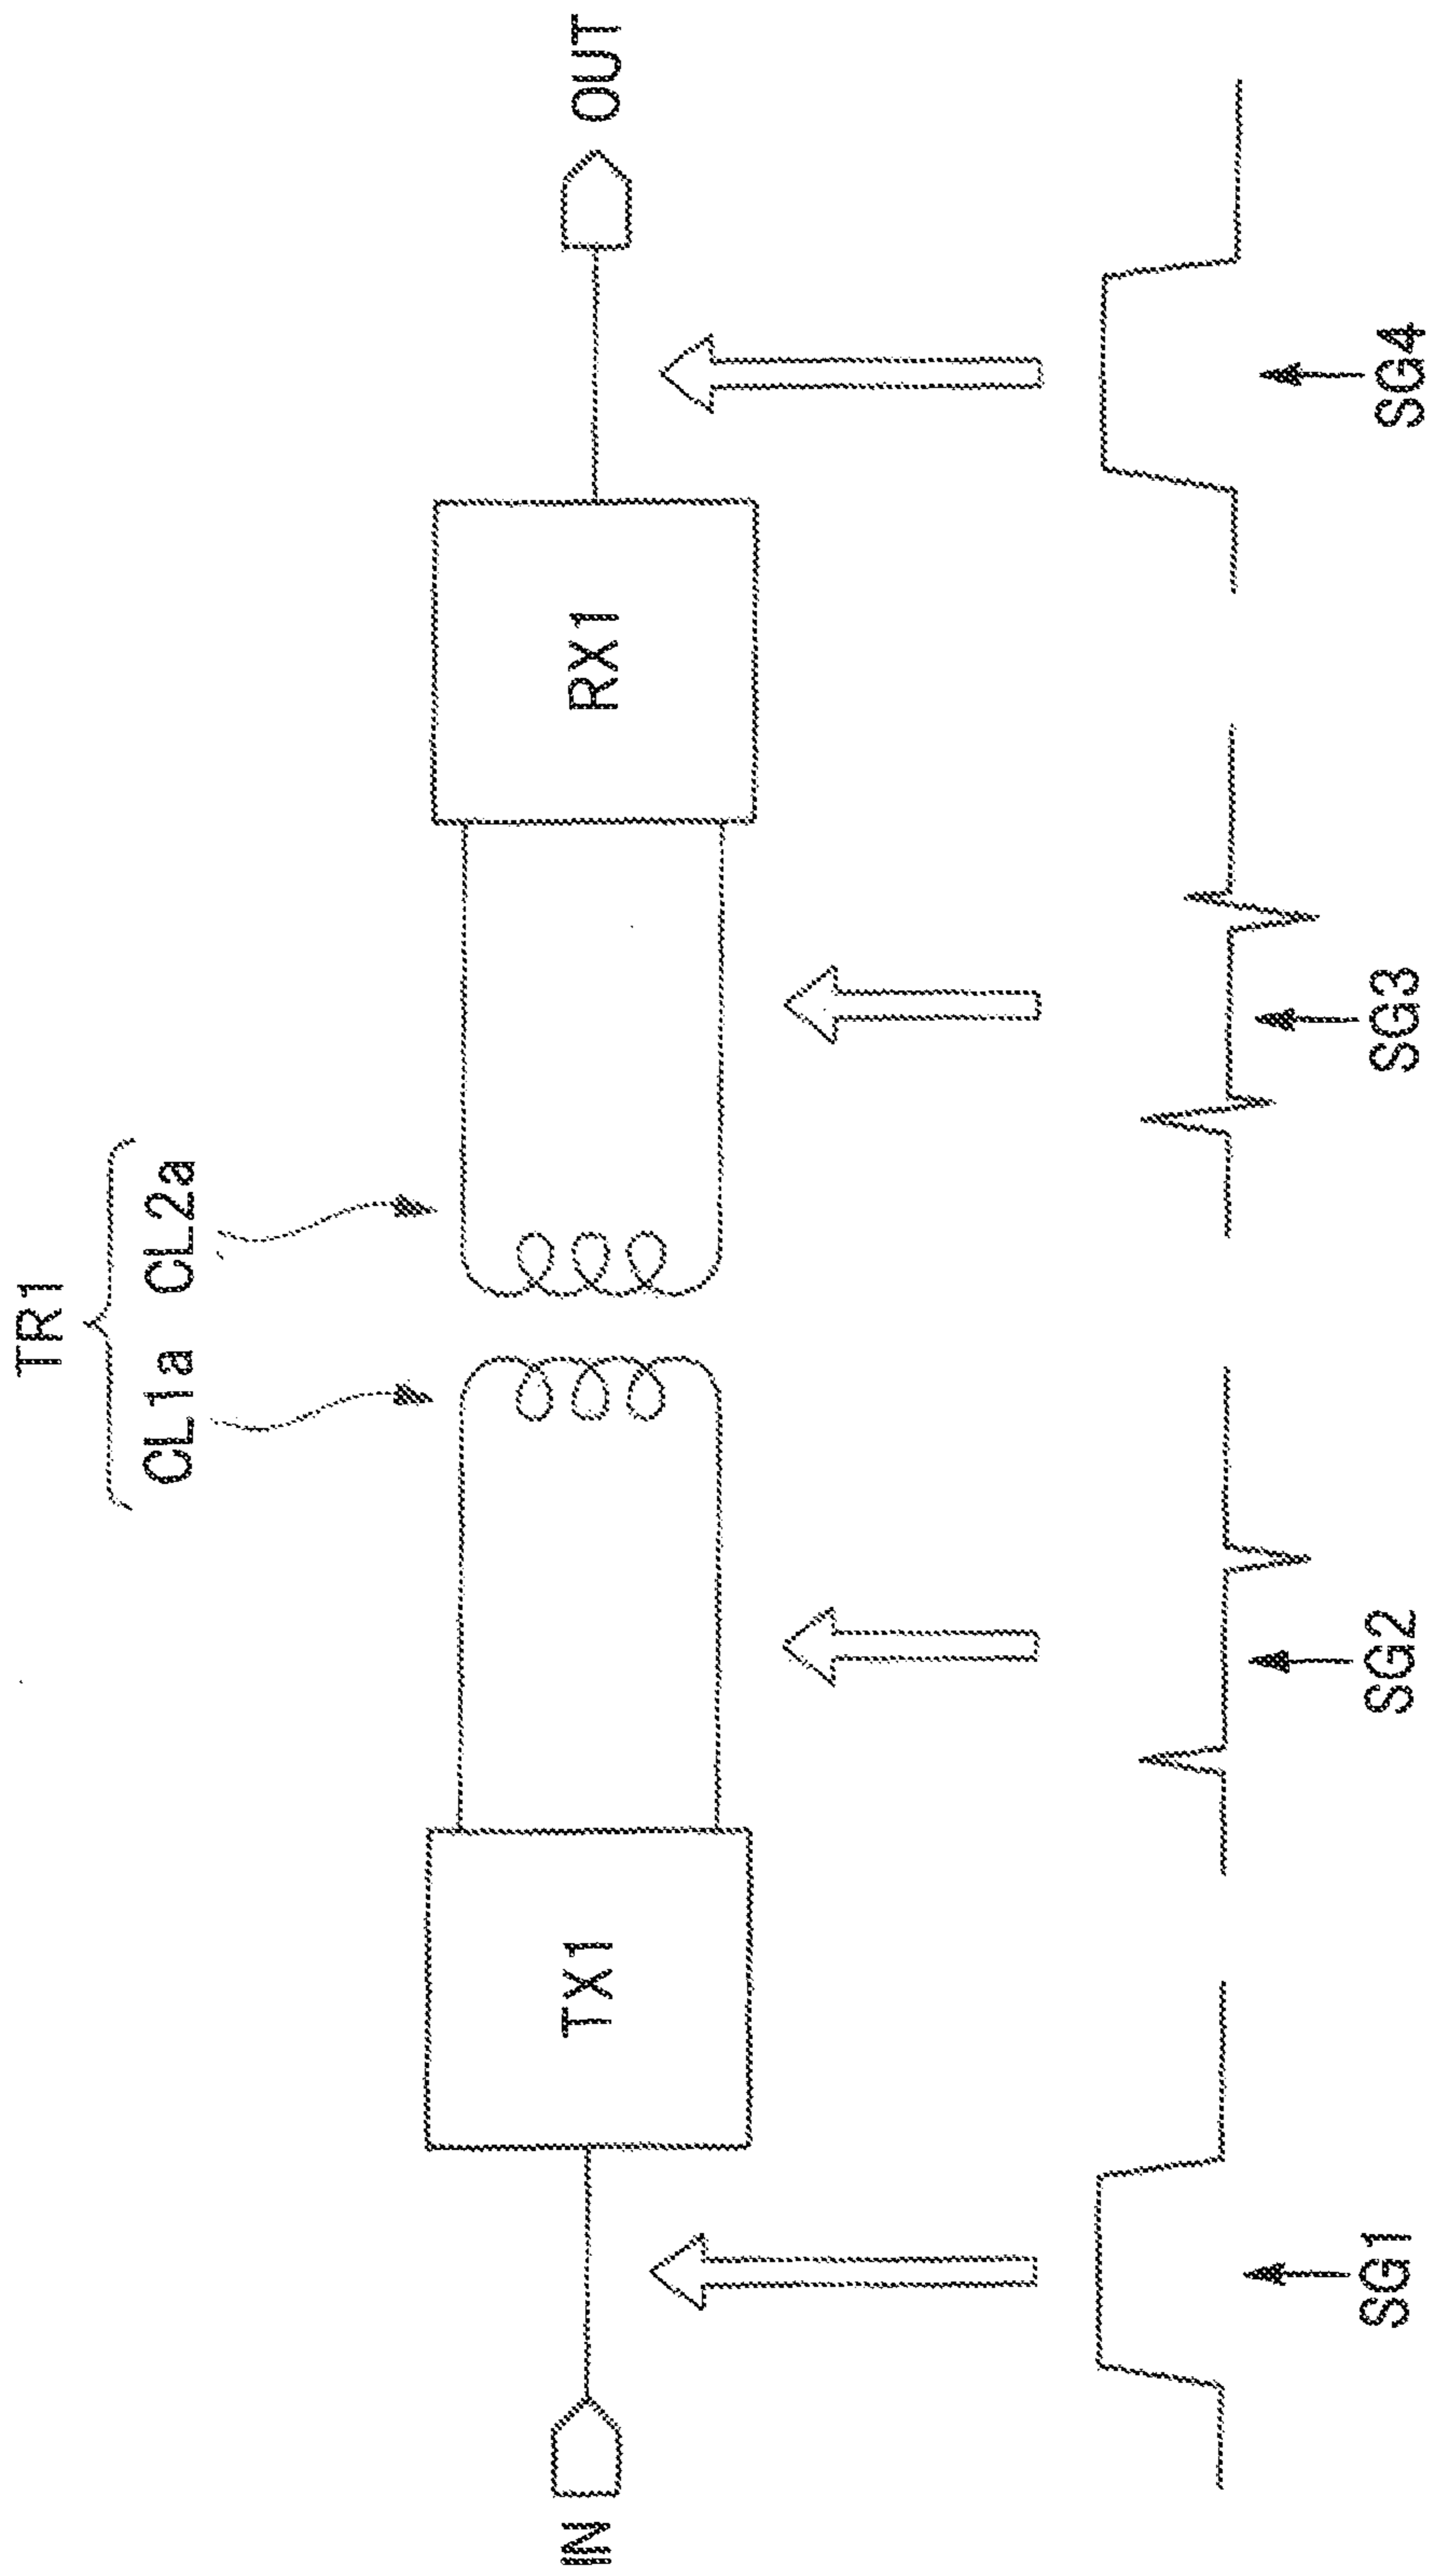 TR1
CL1a CL2a
IN
TX1
RX1
OUT
SG1
SG2
SG3
SG4